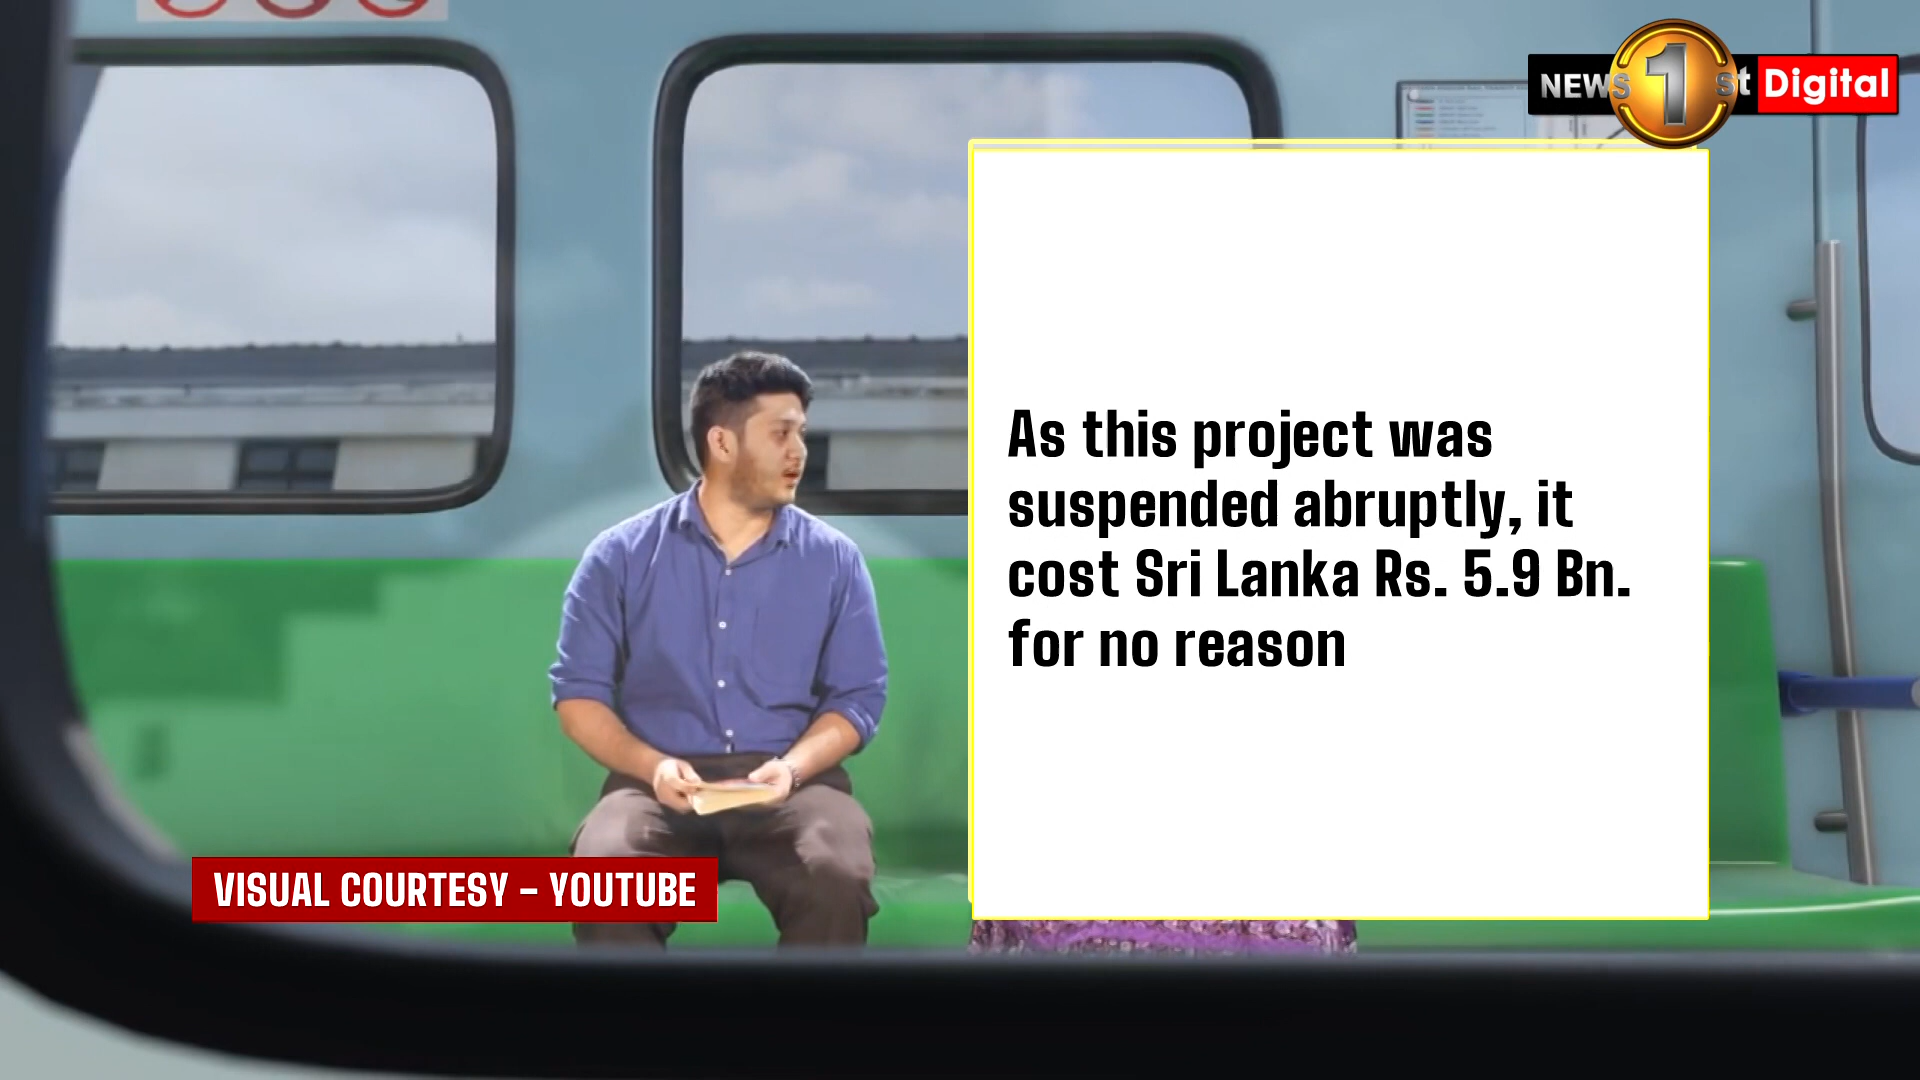 NEWS 1st Digital
As this project was
suspended abruptly, it
cost Sri Lanka Rs. 5.9 Bn.
for no reason
VISUAL COURTESY - YOUTUBE